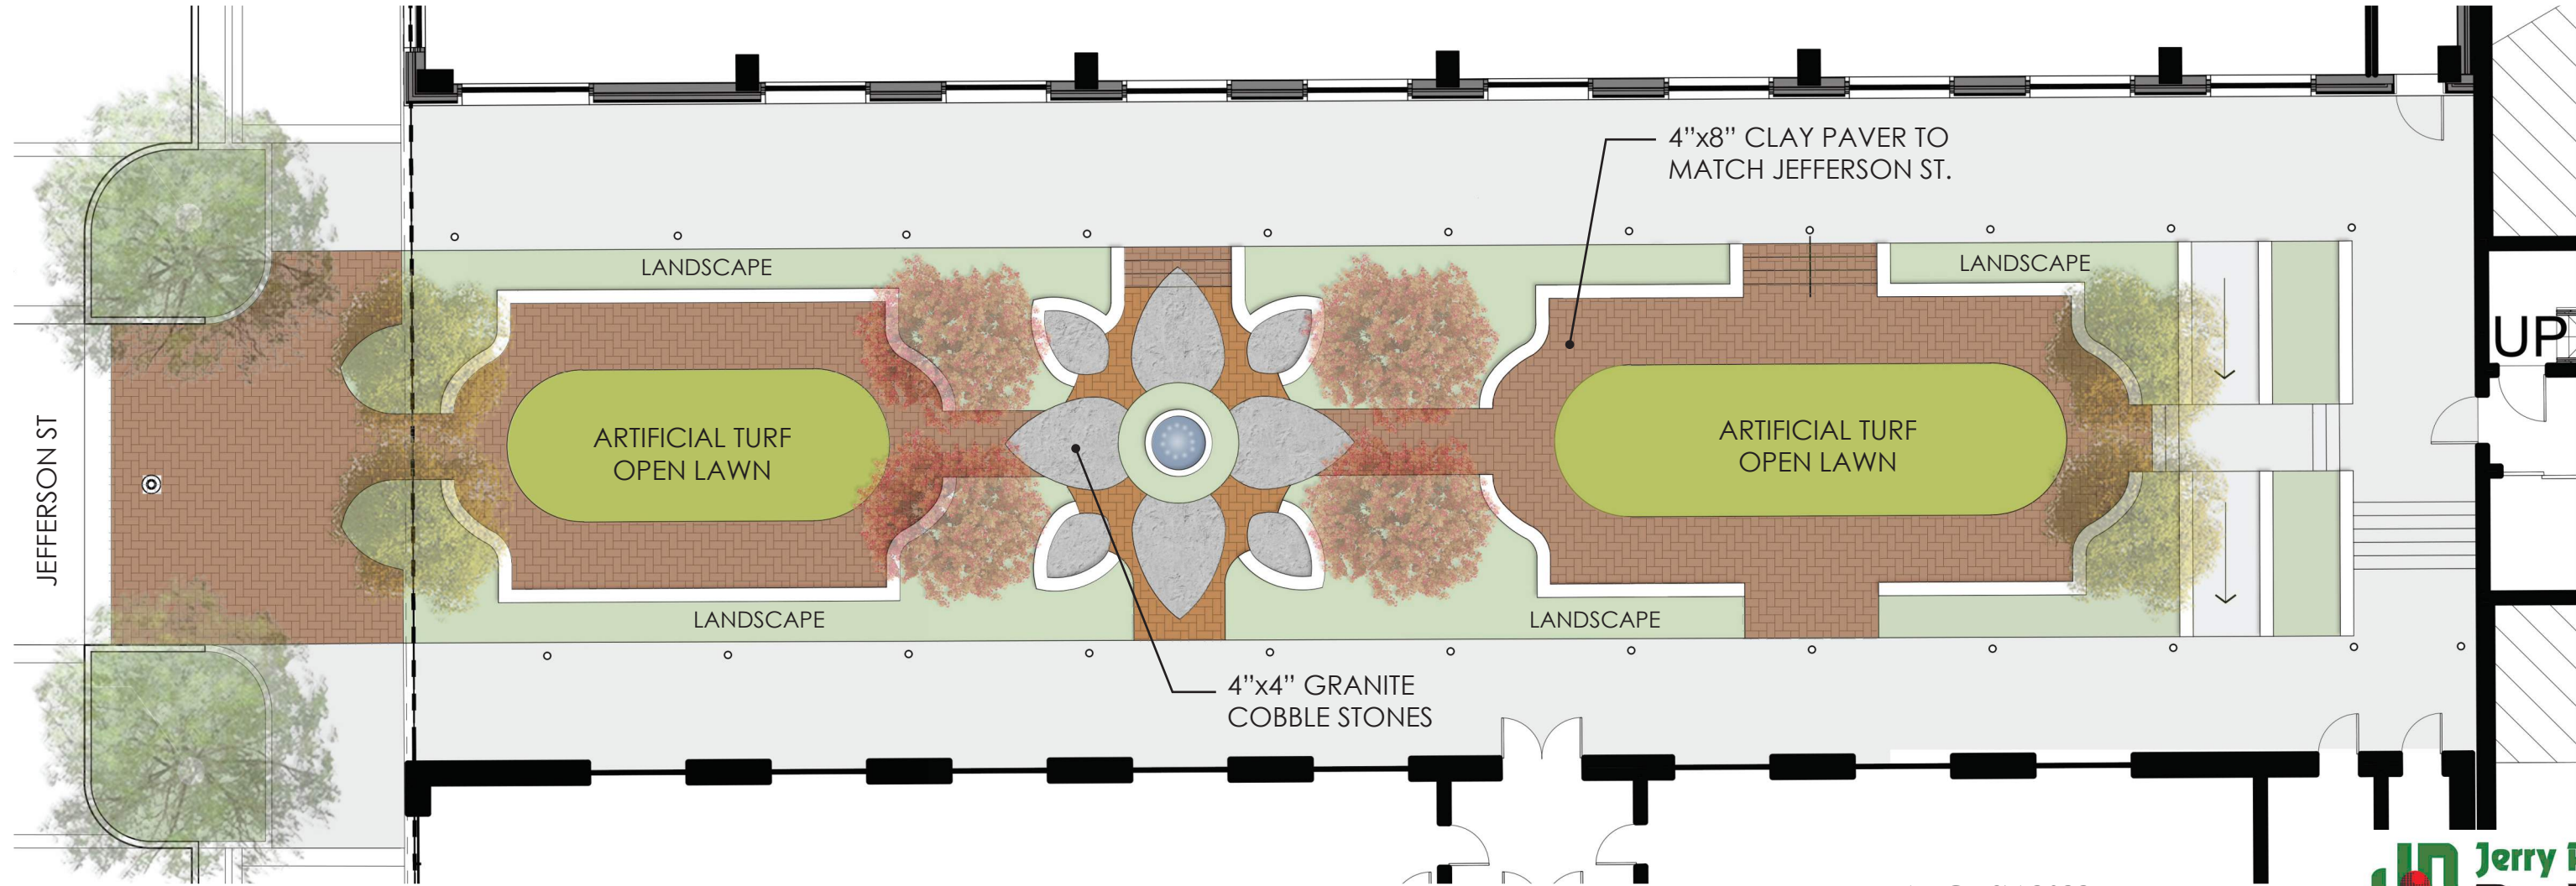 4”x8” CLAY PAVER TO
MATCH JEFFERSON ST.
LANDSCAPE
LANDSCAPE
UP
JEFFERSON ST
ARTIFICIAL TURF
OPEN LAWN
ARTIFICIAL TURF
OPEN LAWN
LANDSCAPE
LANDSCAPE
4”x4” GRANITE
COBBLE STONES
Jerry